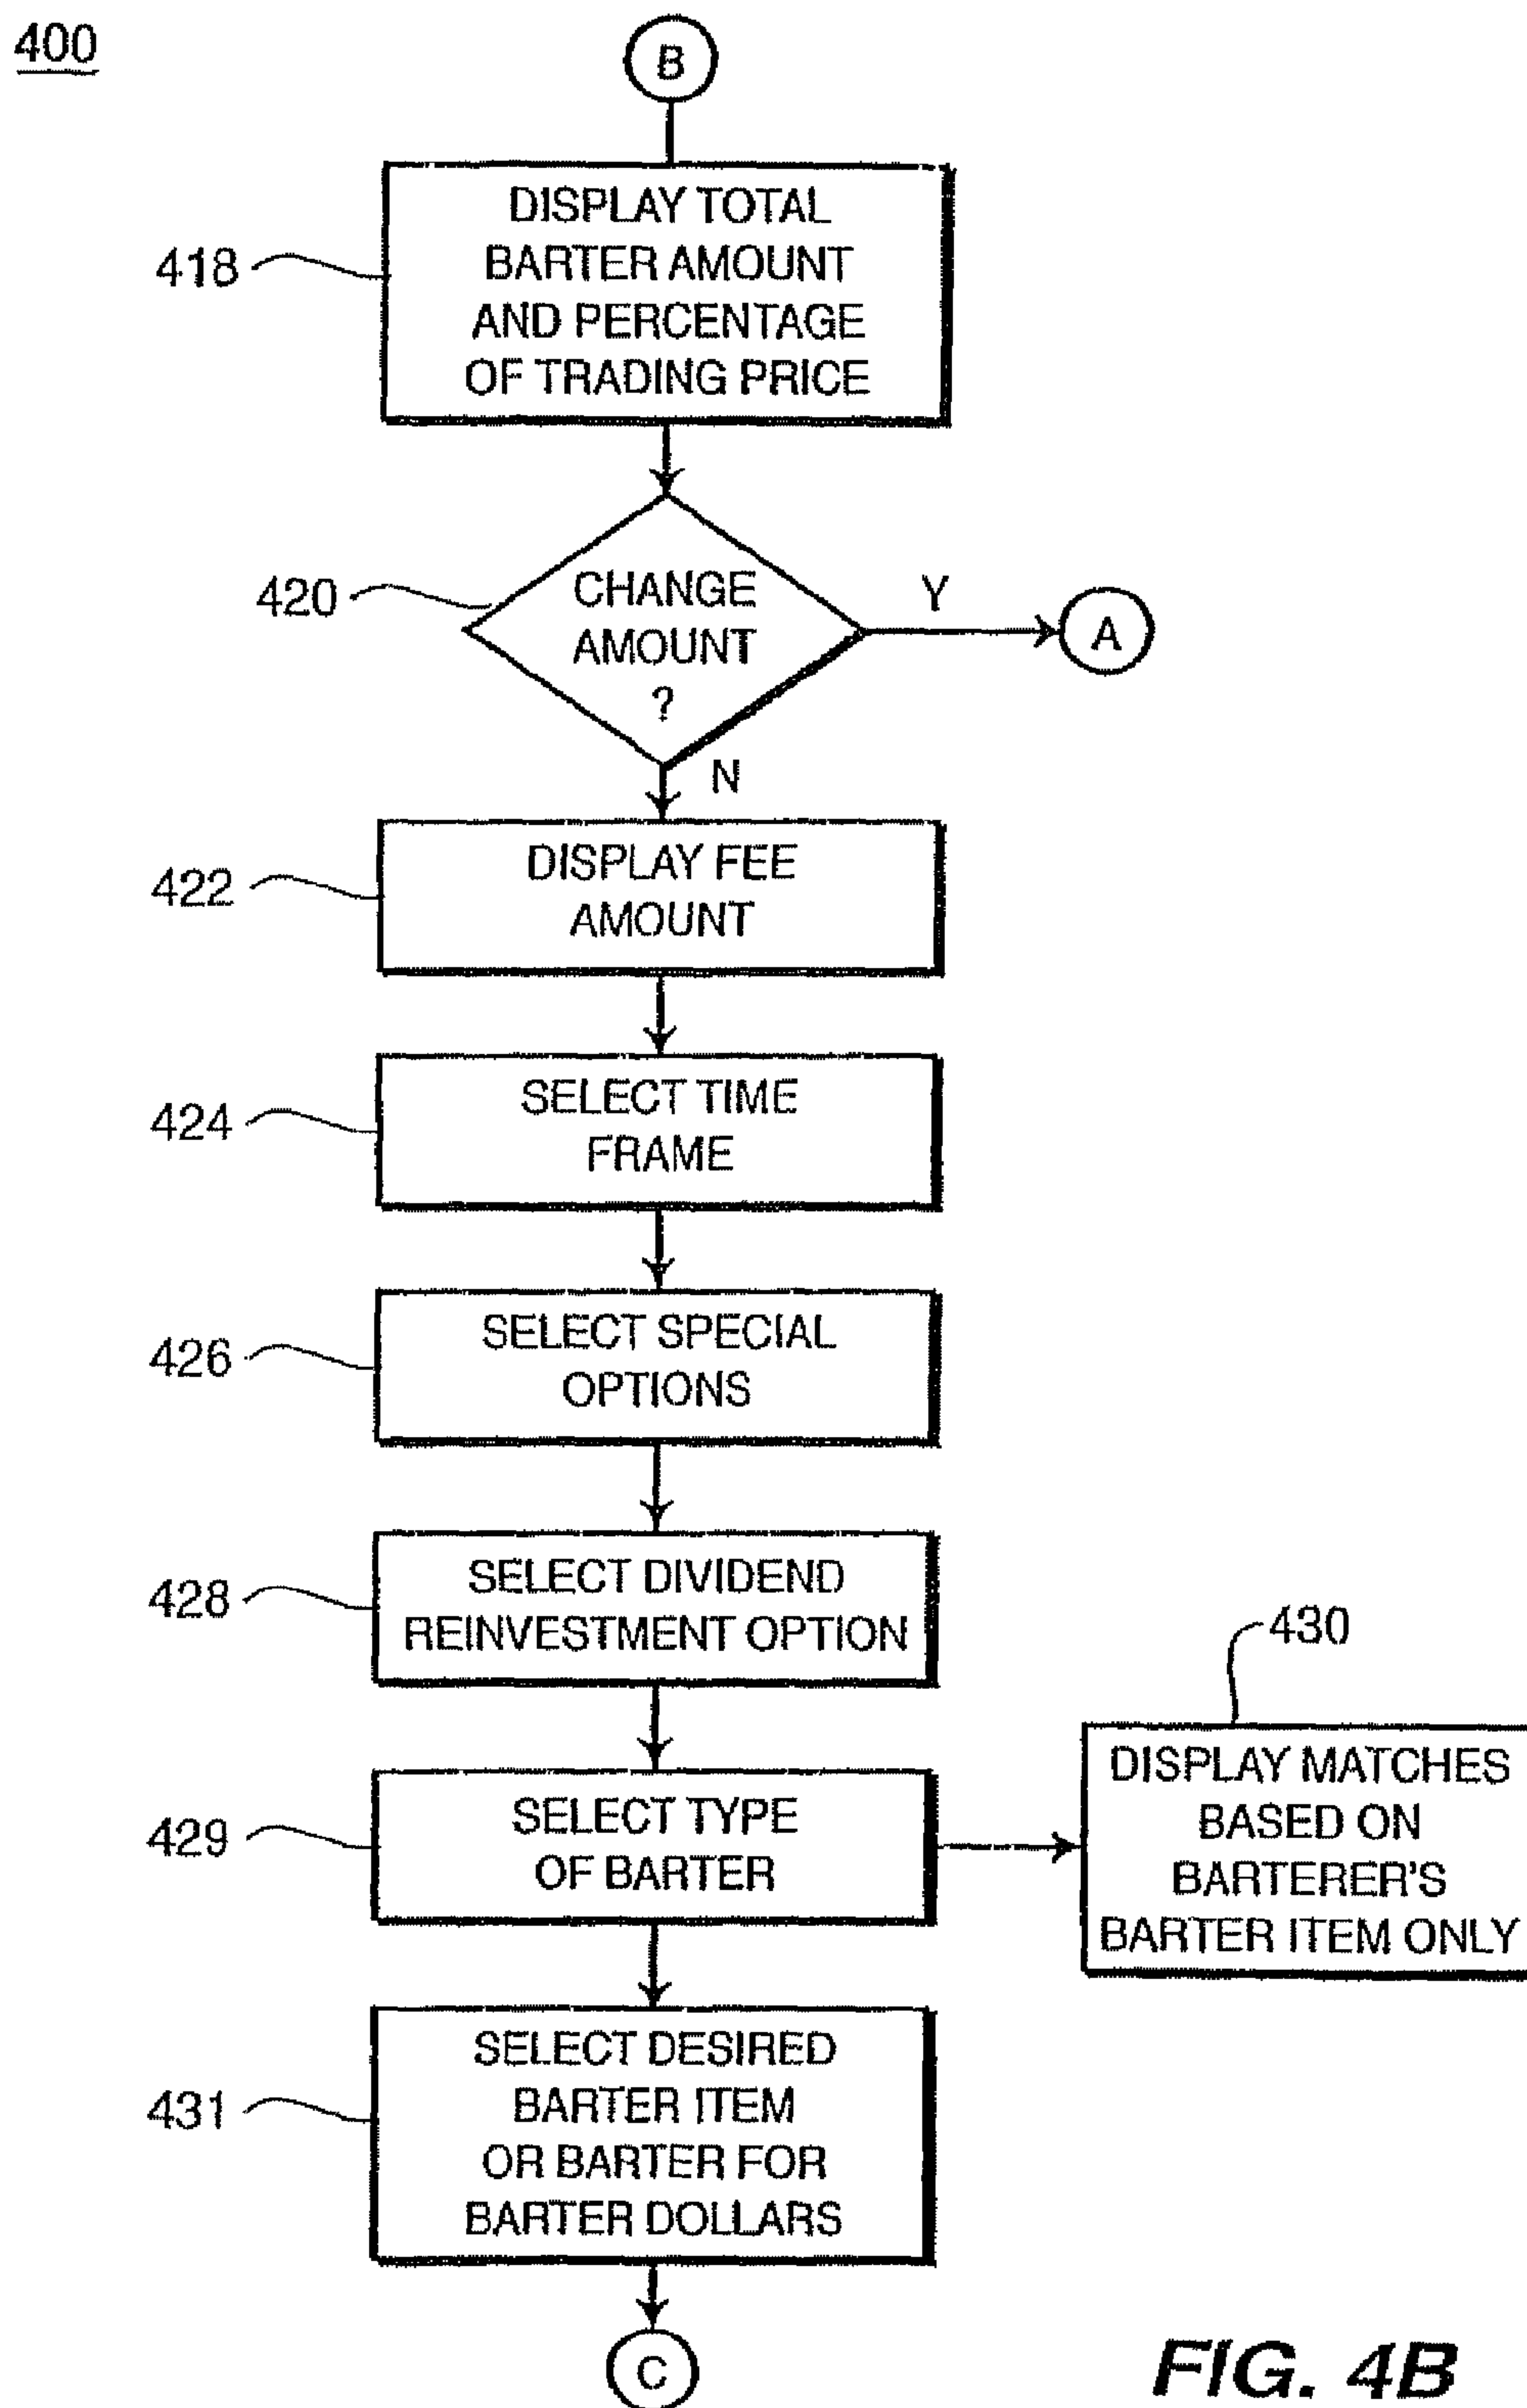 400
B
418
DISPLAY TOTAL
BARTER AMOUNT
AND PERCENTAGE
OF TRADING PRICE
420
CHANGE
AMOUNT
?
Y
A
N
422
DISPLAY FEE
AMOUNT
424
SELECT TIME
FRAME
426
SELECT SPECIAL
OPTIONS
428
SELECT DIVIDEND
REINVESTMENT OPTION
429
SELECT TYPE
OF BARTER
430
DISPLAY MATCHES
BASED ON
BARTERER'S
BARTER ITEM ONLY
431
SELECT DESIRED
BARTER ITEM
OR BARTER FOR
BARTER DOLLARS
C
FIG. 4B